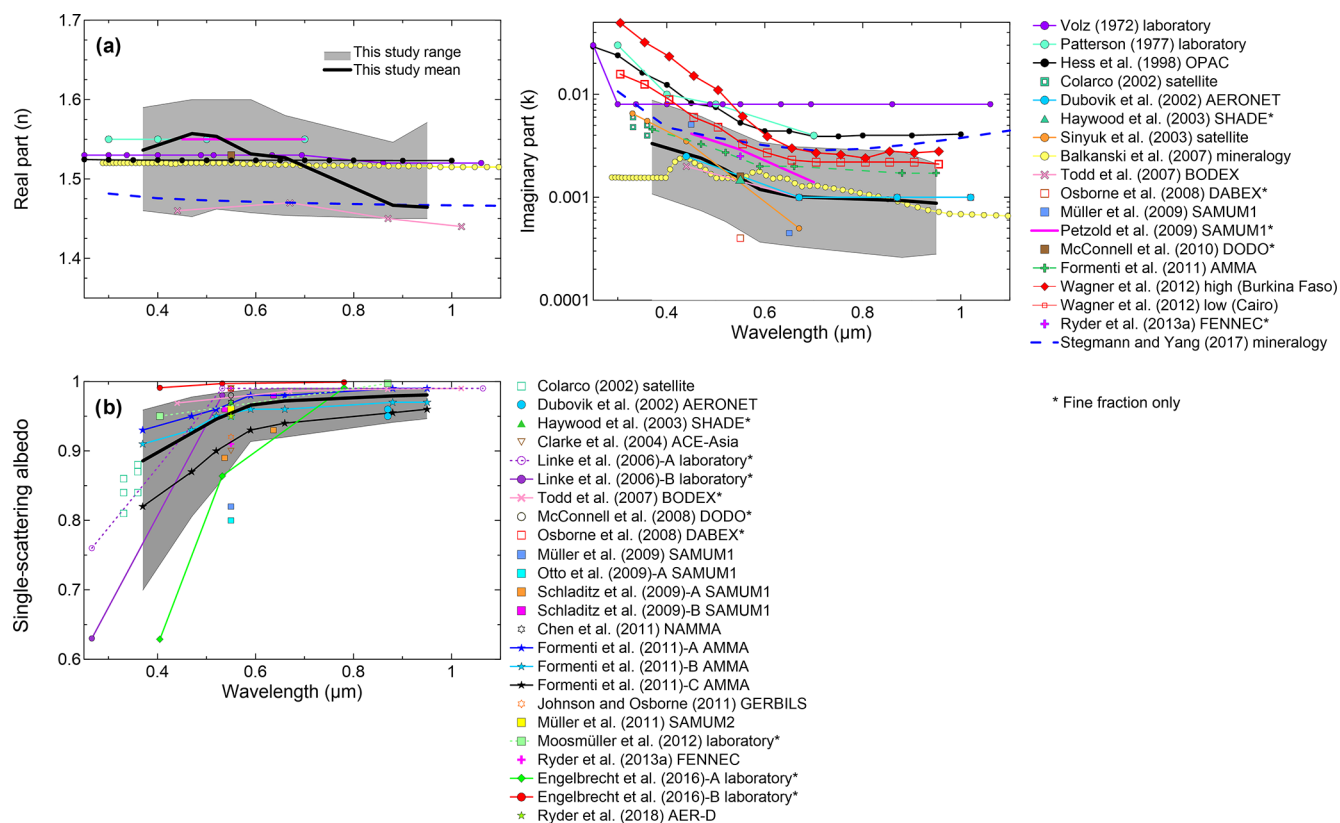 (a)
Real part (n)
1.7
1.6
1.5
1.4
This study range
This study mean
0.4
0.6
0.8
1
Wavelength (µm)
Imaginary part (k)
0.01
0.001
0.0001
0.4
0.6
0.8
1
Wavelength (µm)
Volz (1972) laboratory
Patterson (1977) laboratory
Hess et al. (1998) OPAC
Colarco (2002) satellite
Dubovik et al. (2002) AERONET
Haywood et al. (2003) SHADE*
Sinyuk et al. (2003) satellite
Balkanski et al. (2007) mineralogy
Todd et al. (2007) BODEX
Osborne et al. (2008) DABEX*
Müller et al. (2009) SAMUM1
Petzold et al. (2009) SAMUM1*
McConnell et al. (2010) DODO*
Formenti et al. (2011) AMMA
Wagner et al. (2012) high (Burkina Faso)
Wagner et al. (2012) low (Cairo)
Ryder et al. (2013a) FENNEC*
Stegmann and Yang (2017) mineralogy
* Fine fraction only
(b)
Single-scattering albedo
1
0.9
0.8
0.7
0.6
0.4
0.6
0.8
1
Wavelength (µm)
Colarco (2002) satellite
Dubovik et al. (2002) AERONET
Haywood et al. (2003) SHADE*
Clarke et al. (2004) ACE-Asia
Linke et al. (2006)-A laboratory*
Linke et al. (2006)-B laboratory*
Todd et al. (2007) BODEX*
McConnell et al. (2008) DODO*
Osborne et al. (2008) DABEX*
Müller et al. (2009) SAMUM1
Otto et al. (2009)-A SAMUM1
Schladitz et al. (2009)-A SAMUM1
Schladitz et al. (2009)-B SAMUM1
Chen et al. (2011) NAMMA
Formenti et al. (2011)-A AMMA
Formenti et al. (2011)-B AMMA
Formenti et al. (2011)-C AMMA
Johnson and Osborne (2011) GERBILS
Müller et al. (2011) SAMUM2
Moosmüller et al. (2012) laboratory*
Ryder et al. (2013a) FENNEC
Engelbrecht et al. (2016)-A laboratory*
Engelbrecht et al. (2016)-B laboratory*
Ryder et al. (2018) AER-D